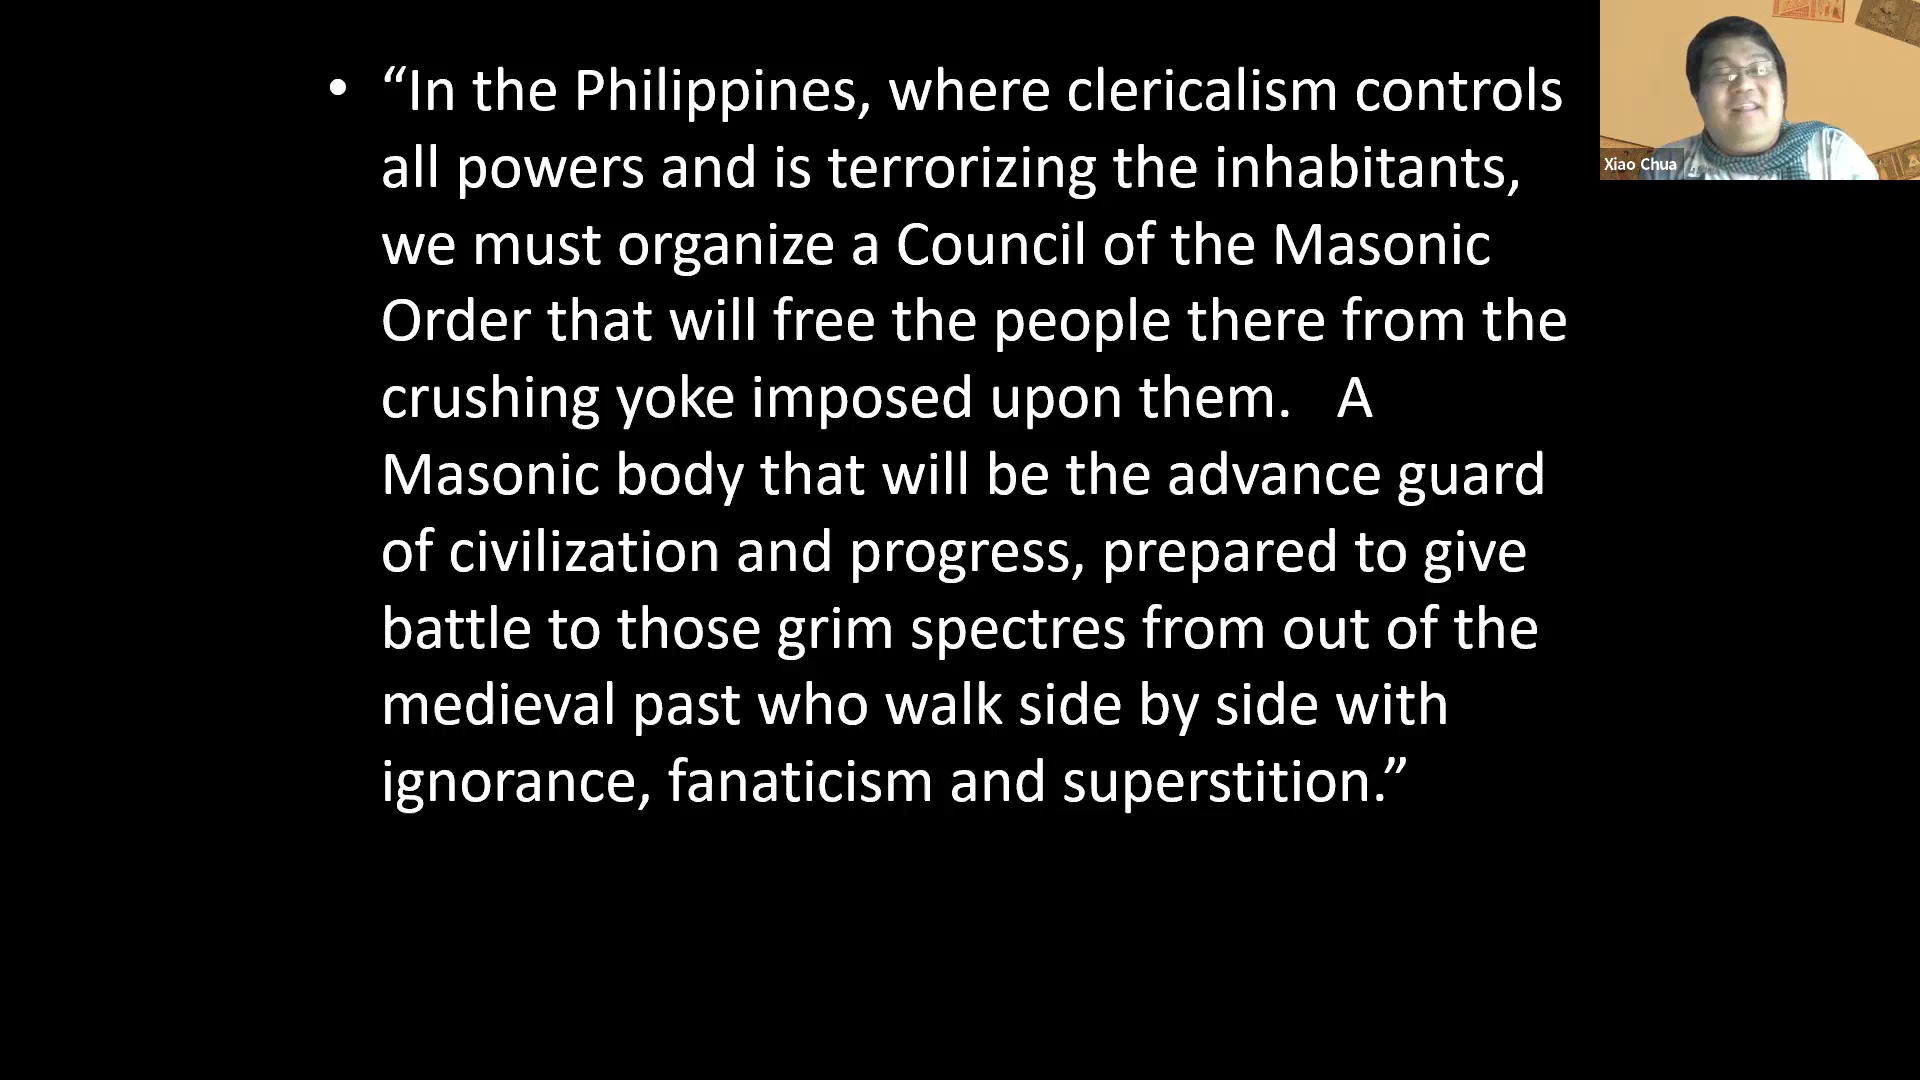 • “In the Philippines, where clericalism controls
all powers and is terrorizing the inhabitants,
we must organize a Council of the Masonic
Order that will free the people there from the
crushing yoke imposed upon them.   A
Masonic body that will be the advance guard
of civilization and progress, prepared to give
battle to those grim spectres from out of the
medieval past who walk side by side with
ignorance, fanaticism and superstition.”
Xiao Chua